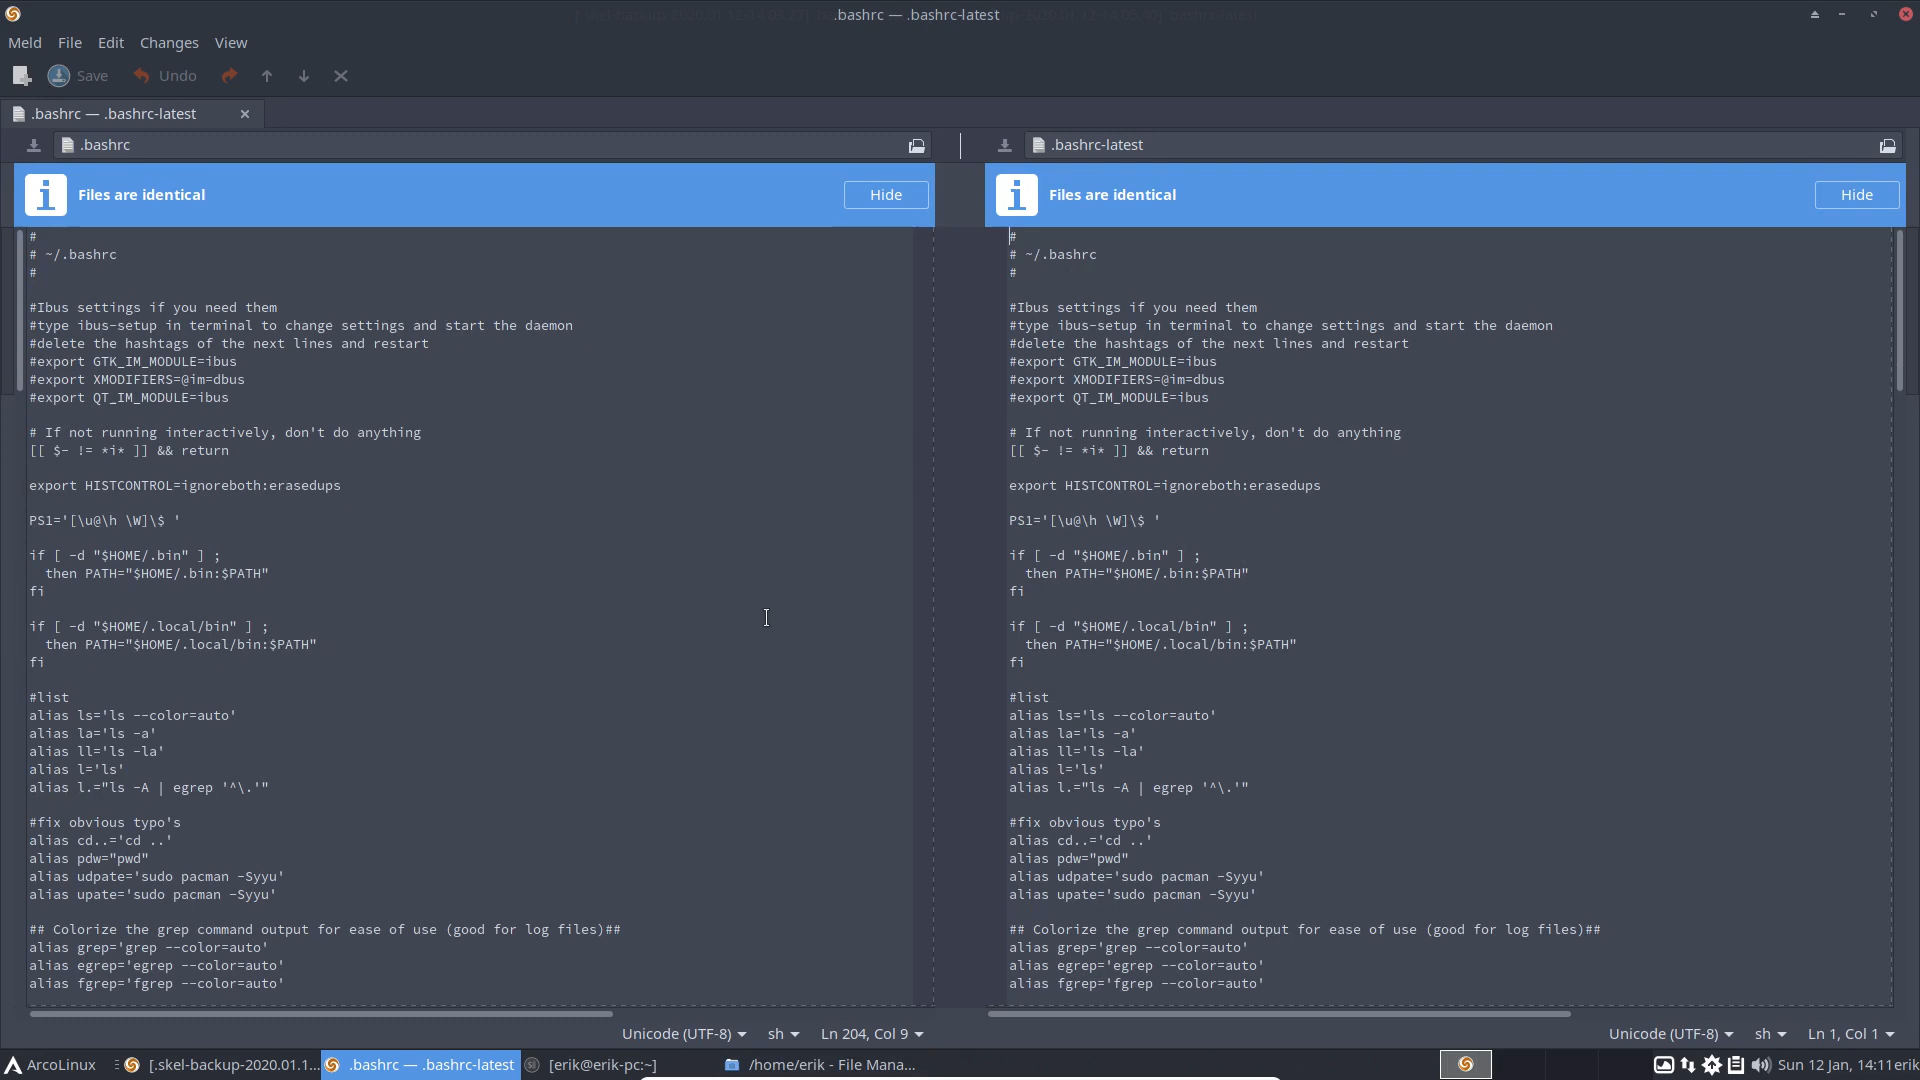 .bashrc — .bashrc-latest
Meld File Edit Changes View
Save Undo
.bashrc — .bashrc-latest
.bashrc
Files are identical
Hide
#
# ~/.bashrc
#
#Ibus settings if you need them
#type ibus-setup in terminal to change settings and start the daemon
#delete the hashtags of the next lines and restart
#export GTK_IM_MODULE=ibus
#export XMODIFIERS=@im=dbus
#export QT_IM_MODULE=ibus
# If not running interactively, don't do anything
[[ $- != *i* ]] && return
export HISTCONTROL=ignoreboth:erasedups
PS1='[\u@\h \W]\$ '
if [ -d "$HOME/.bin" ] ;
then PATH="$HOME/.bin:$PATH"
fi
if [ -d "$HOME/.local/bin" ] ;
then PATH="$HOME/.local/bin:$PATH"
fi
#list
alias ls='ls --color=auto'
alias la='ls -a'
alias ll='ls -la'
alias l='ls'
alias l.="ls -A | egrep '^\.'"
#fix obvious typo's
alias cd..='cd ..'
alias pdw="pwd"
alias udpate='sudo pacman -Syyu'
alias upate='sudo pacman -Syyu'
## Colorize the grep command output for ease of use (good for log files)##
alias grep='grep --color=auto'
alias egrep='egrep --color=auto'
alias fgrep='fgrep --color=auto'
Unicode (UTF-8) sh Ln 204, Col 9
.bashrc-latest
Files are identical
Hide
#
# ~/.bashrc
#
#Ibus settings if you need them
#type ibus-setup in terminal to change settings and start the daemon
#delete the hashtags of the next lines and restart
#export GTK_IM_MODULE=ibus
#export XMODIFIERS=@im=dbus
#export QT_IM_MODULE=ibus
# If not running interactively, don't do anything
[[ $- != *i* ]] && return
export HISTCONTROL=ignoreboth:erasedups
PS1='[\u@\h \W]\$ '
if [ -d "$HOME/.bin" ] ;
then PATH="$HOME/.bin:$PATH"
fi
if [ -d "$HOME/.local/bin" ] ;
then PATH="$HOME/.local/bin:$PATH"
fi
#list
alias ls='ls --color=auto'
alias la='ls -a'
alias ll='ls -la'
alias l='ls'
alias l.="ls -A | egrep '^\.'"
#fix obvious typo's
alias cd..='cd ..'
alias pdw="pwd"
alias udpate='sudo pacman -Syyu'
alias upate='sudo pacman -Syyu'
## Colorize the grep command output for ease of use (good for log files)##
alias grep='grep --color=auto'
alias egrep='egrep --color=auto'
alias fgrep='fgrep --color=auto'
Unicode (UTF-8) sh Ln 1, Col 1
ArcoLinux [.skel-backup-2020.01.1... .bashrc — .bashrc-latest [erik@erik-pc:~] /home/erik - File Mana... Sun 12 Jan, 14:11 erik